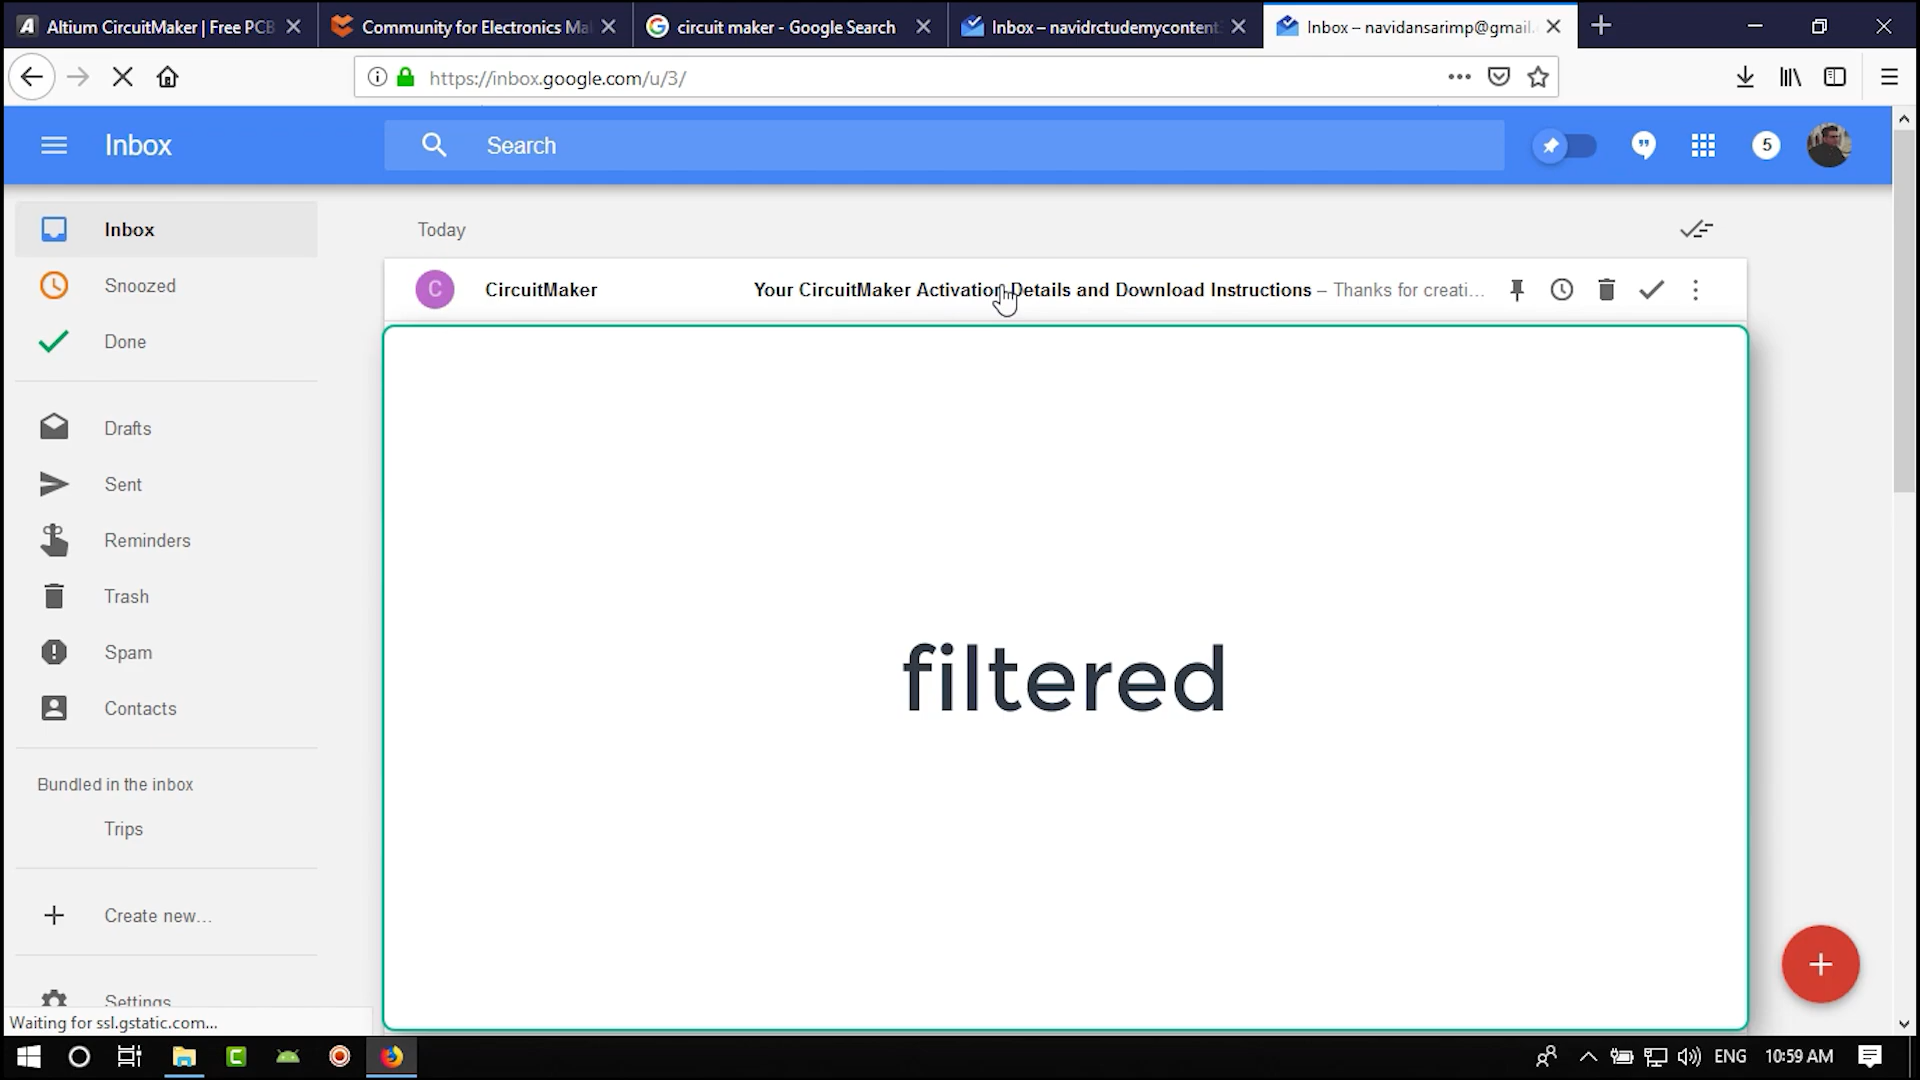 Altium CircuitMaker | Free PCB
Community for Electronics Ma
circuit maker - Google Search
Inbox – navidrctudemycontent
Inbox – navidansarimp@gmail.
https://inbox.google.com/u/3/
Inbox
Search
5
Inbox
Snoozed
Done
Drafts
Sent
Reminders
Trash
Spam
Contacts
Bundled in the inbox
Trips
Create new...
Settings
Waiting for ssl.gstatic.com...
Today
C
CircuitMaker
Your CircuitMaker Activation Details and Download Instructions – Thanks for creati...
filtered
ENG
10:59 AM